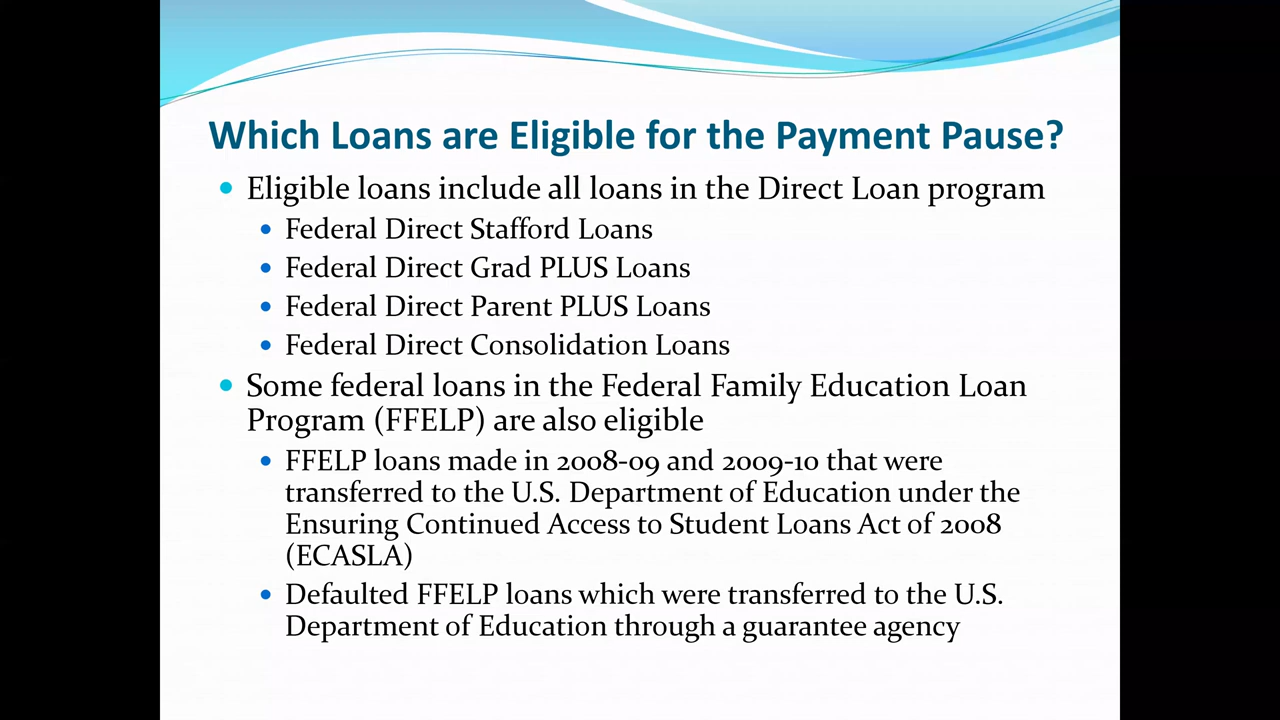 Which Loans are Eligible for the Payment Pause?
• Eligible loans include all loans in the Direct Loan program
• Federal Direct Stafford Loans
• Federal Direct Grad PLUS Loans
• Federal Direct Parent PLUS Loans
• Federal Direct Consolidation Loans
• Some federal loans in the Federal Family Education Loan
Program (FFELP) are also eligible
• FFELP loans made in 2008-09 and 2009-10 that were
transferred to the U.S. Department of Education under the
Ensuring Continued Access to Student Loans Act of 2008
(ECASLA)
• Defaulted FFELP loans which were transferred to the U.S.
Department of Education through a guarantee agency